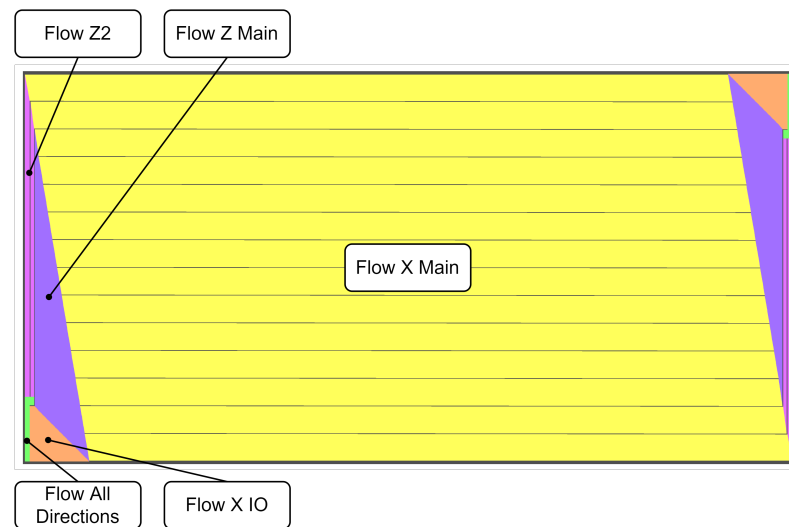 Flow Z2
Flow Z Main
Flow X Main
Flow All
Directions
Flow X IO